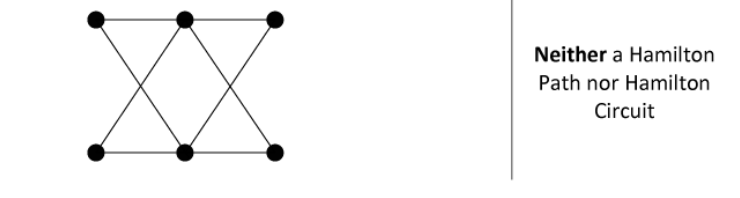 Neither a Hamilton
Path nor Hamilton
Circuit